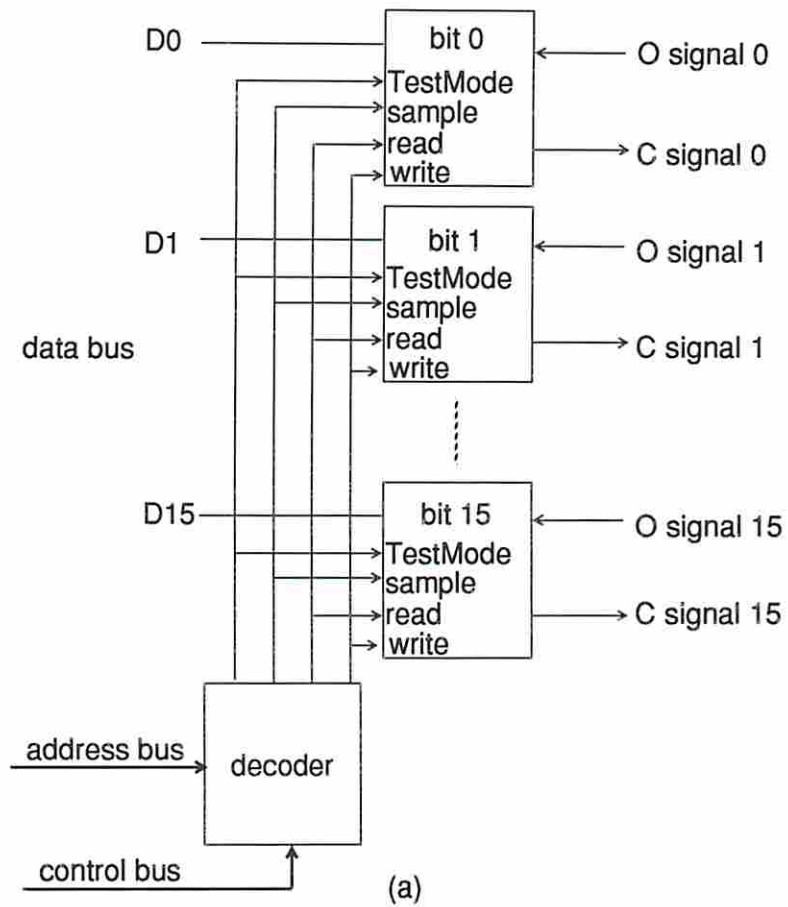 D0
bit 0
O signal 0
TestMode
sample
read
C signal 0
write
D1
bit 1
O signal 1
TestMode
sample
data bus
read
C signal 1
write
D15
bit 15
O signal 15
TestMode
sample
read
C signal 15
write
address bus
decoder
control bus
(a)